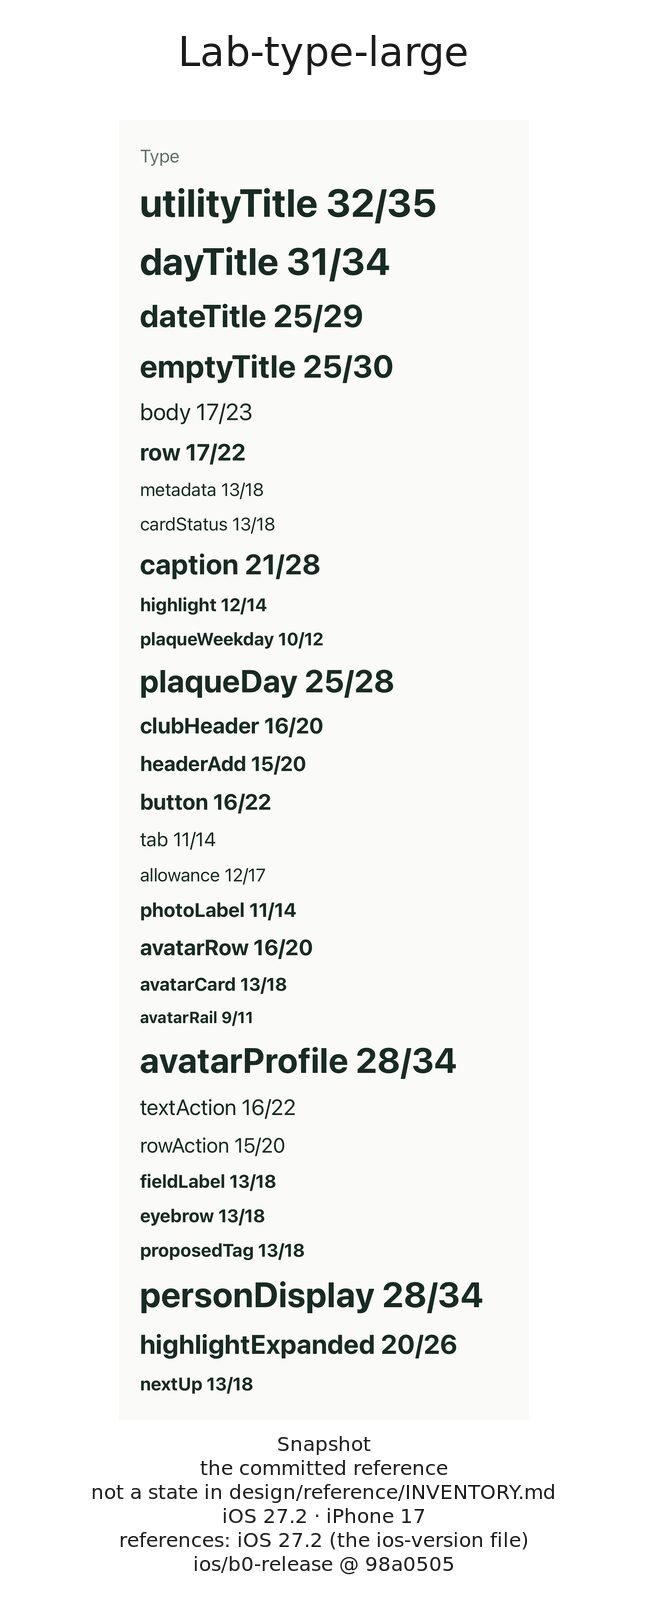 Lab-type-large
Type
utilityTitle 32/35
dayTitle 31/34
dateTitle 25/29
emptyTitle 25/30
body 17/23
row 17/22
metadata 13/18
cardStatus 13/18
caption 21/28
highlight 12/14
plaqueWeekday 10/12
plaqueDay 25/28
clubHeader 16/20
headerAdd 15/20
button 16/22
tab 11/14
allowance 12/17
photoLabel 11/14
avatarRow 16/20
avatarCard 13/18
avatarRail 9/11
avatarProfile 28/34
textAction 16/22
rowAction 15/20
fieldLabel 13/18
eyebrow 13/18
proposedTag 13/18
personDisplay 28/34
highlightExpanded 20/26
nextUp 13/18
Snapshot
the committed reference
not a state in design/reference/INVENTORY.md
iOS 27.2 · iPhone 17
references: iOS 27.2 (the ios-version file)
ios/b0-release @ 98a0505